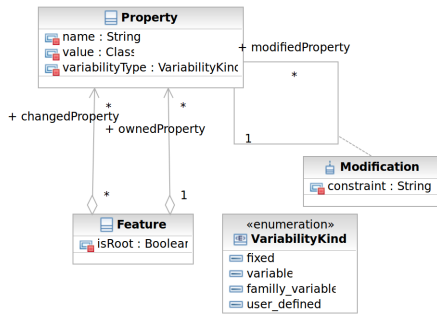 Property
name : String
value : Class
variabilityType : VariabilityKind
+ modifiedProperty
*
1
+ changedProperty
*
*
+ ownedProperty
*
1
Modification
constraint : String
Feature
isRoot : Boolear
«enumeration»
VariabilityKind
fixed
variable
familly_variable
user_defined